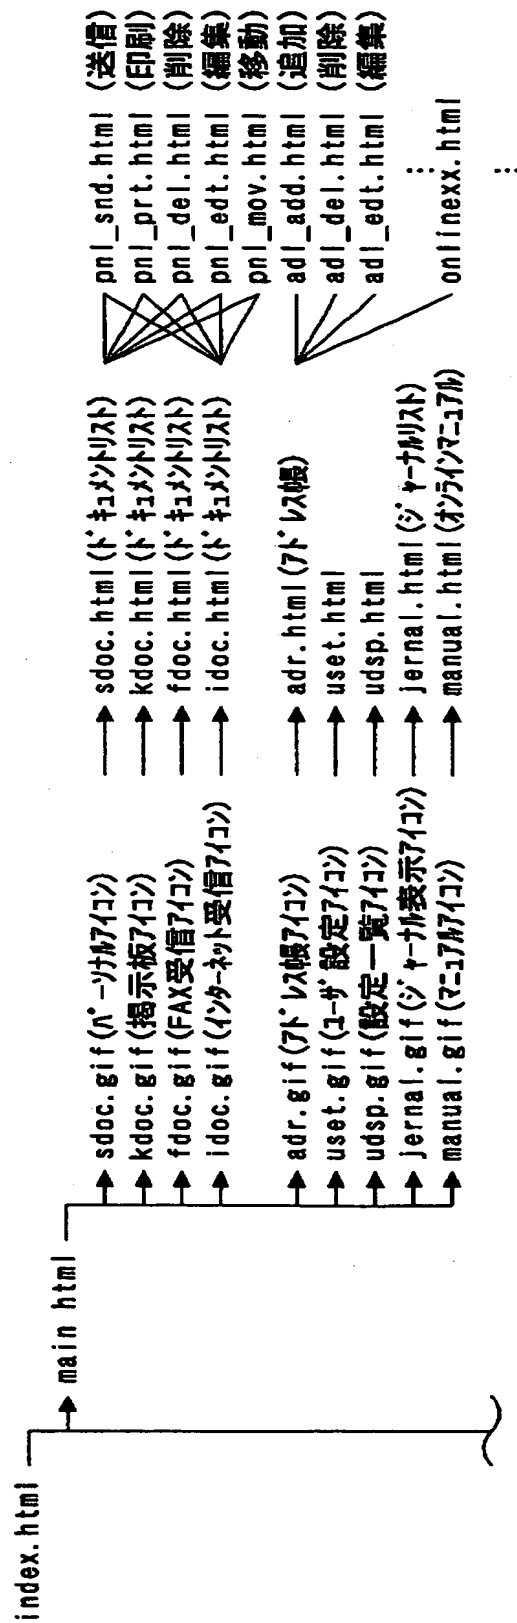 index.html
main html
sdoc.gif(パーソナルアイコン)
kdoc.gif(掲示板アイコン)
fdoc.gif(FAX受信アイコン)
idoc.gif(インターネット受信アイコン)
adr.gif(アドレス帳アイコン)
uset.gif(ユーザ設定アイコン)
udsp.gif(設定一覧アイコン)
jernal.gif(ジャーナル表示アイコン)
manual.gif(マニュアルアイコン)
sdoc.html(ドキュメントリスト)
kdoc.html(ドキュメントリスト)
fdoc.html(ドキュメントリスト)
idoc.html(ドキュメントリスト)
adr.html(アドレス帳)
uset.html
udsp.html
jernal.html(ジャーナルリスト)
manual.html(オンラインマニュアル)
pnl_snd.html (送信)
pnl_prt.html (印刷)
pnl_del.html (削除)
pnl_edt.html (編集)
pnl_mov.html (移動)
adl_add.html (追加)
adl_del.html (削除)
adl_edt.html (編集)
onlinexx.html